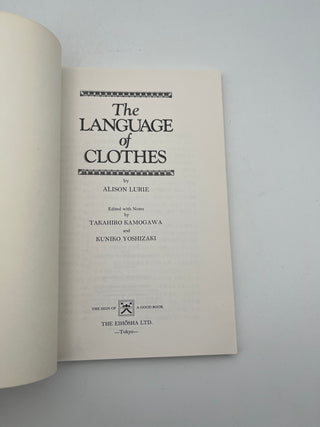 The
LANGUAGE
of
CLOTHES
by
ALISON LURIE
Edited with Notes
by
TAKAHIRO KAMOGAWA
and
KUNIKO YOSHIZAKI
THE SIGN OF A GOOD BOOK
THE EIHŌSHA LTD.
—Tokyo—